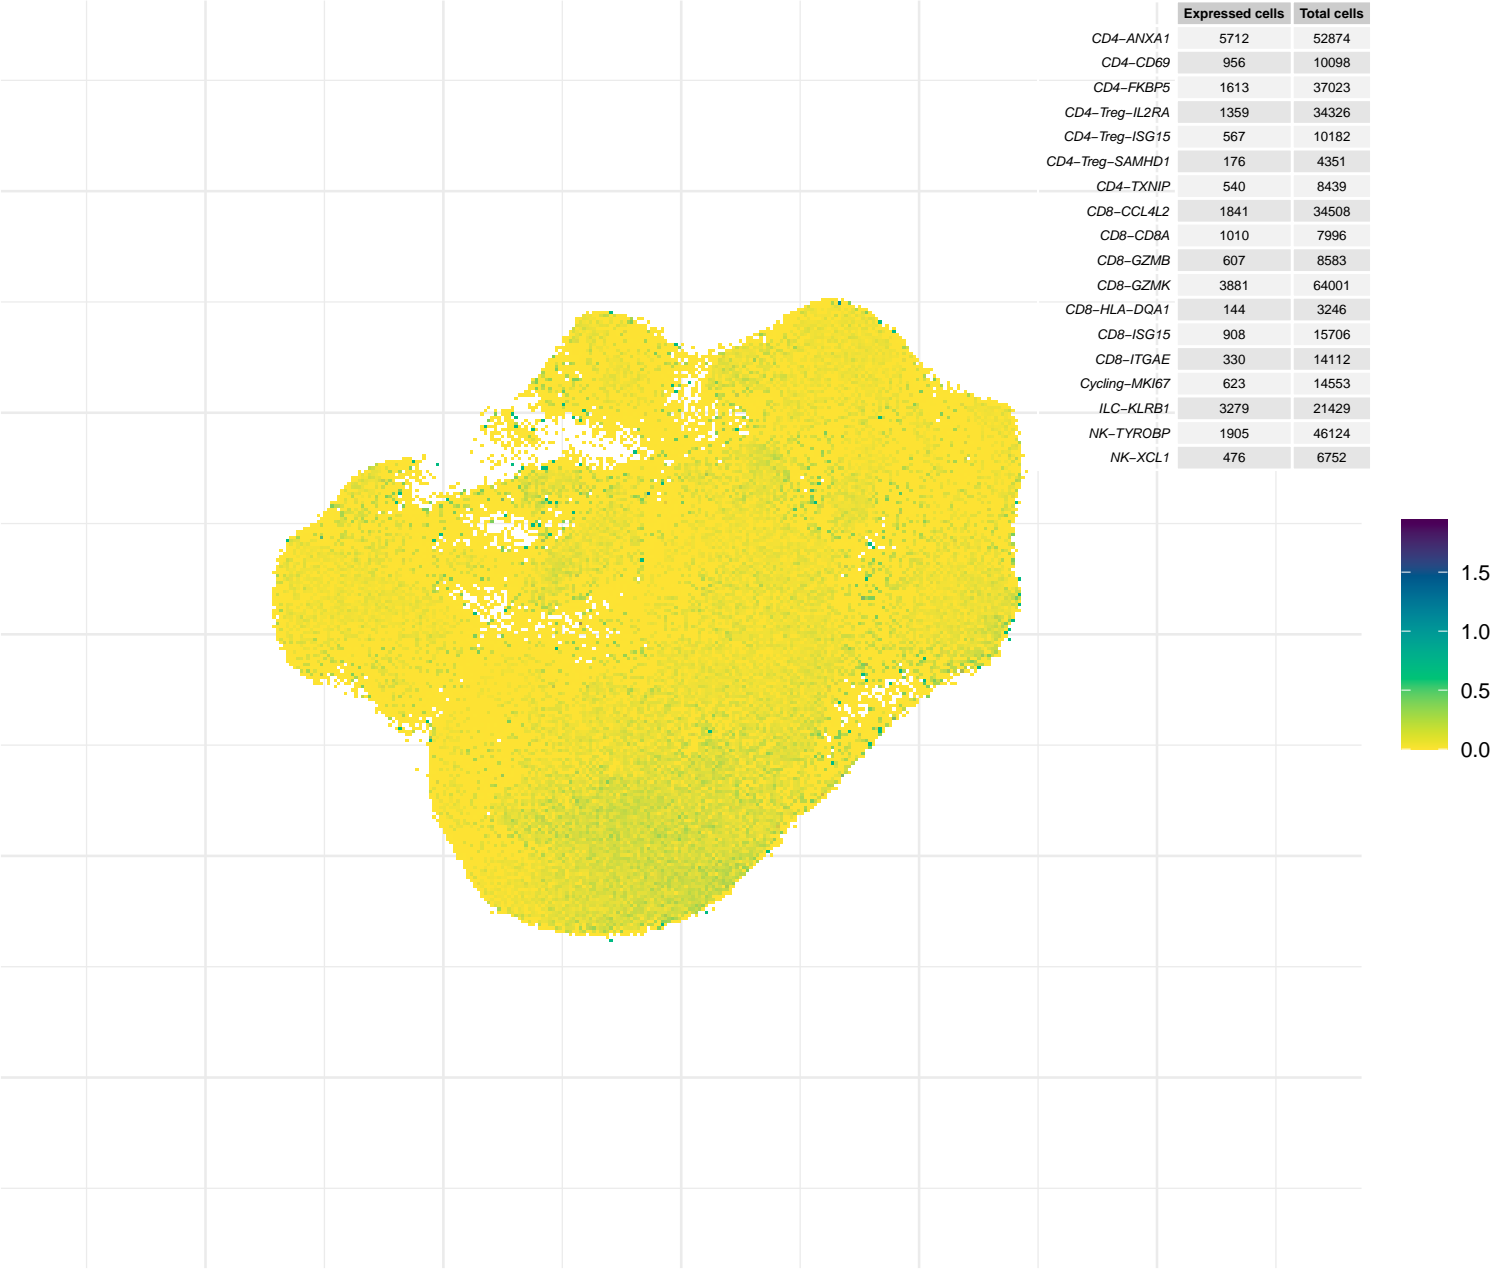 Expressed cells Total cells
CD4−ANXA1 5712 52874
CD4−CD69 956 10098
CD4−FKBP5 1613 37023
CD4−Treg−IL2RA 1359 34326
CD4−Treg−ISG15 567 10182
CD4−Treg−SAMHD1 176 4351
CD4−TXNIP 540 8439
CD8−CCL4L2 1841 34508
CD8−CD8A 1010 7996
CD8−GZMB 607 8583
CD8−GZMK 3881 64001
CD8−HLA−DQA1 144 3246
CD8−ISG15 908 15706
CD8−ITGAE 330 14112
Cycling−MKI67 623 14553
ILC−KLRB1 3279 21429
NK−TYROBP 1905 46124
NK−XCL1 476 6752
1.5
1.0
0.5
0.0